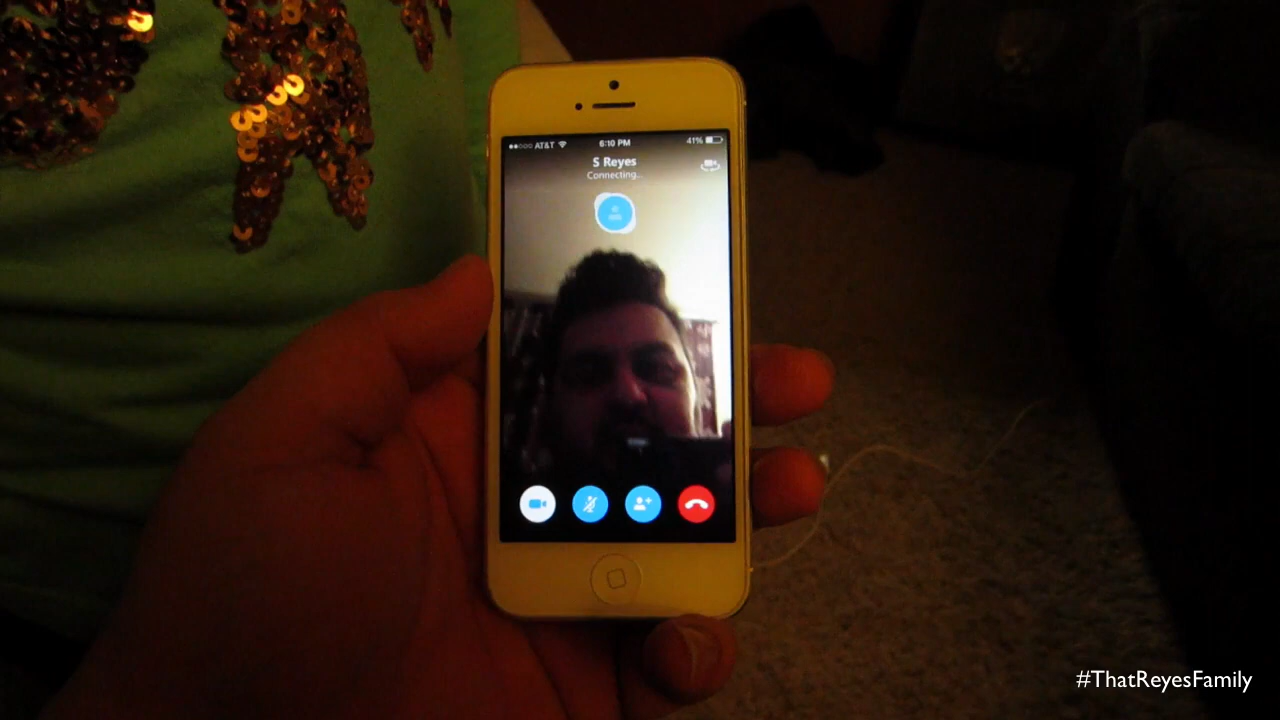 ●●○○○ AT&T 6:10 PM 41%
S Reyes
Connecting...
#ThatReyesFamily